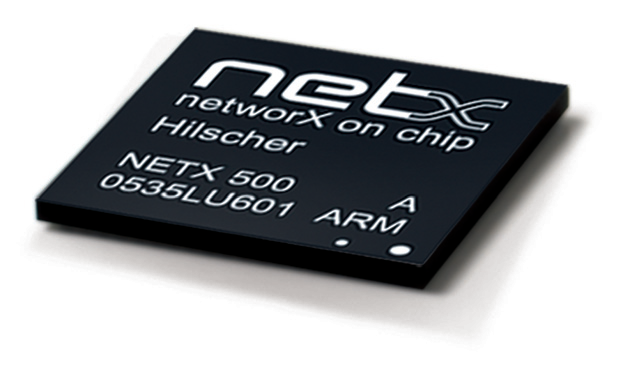 netx
networX on chip
Hilscher
NETX 500 A
0535LU601 ARM